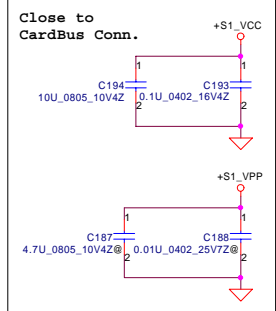 Close to
CardBus Conn.
+S1_VCC
1
1
C194
C193
10U_0805_10V4Z
0.1U_0402_16V4Z
2
2
+S1_VPP
1
1
C187
C188
4.7U_0805_10V4Z@
0.01U_0402_25V7Z@
2
2